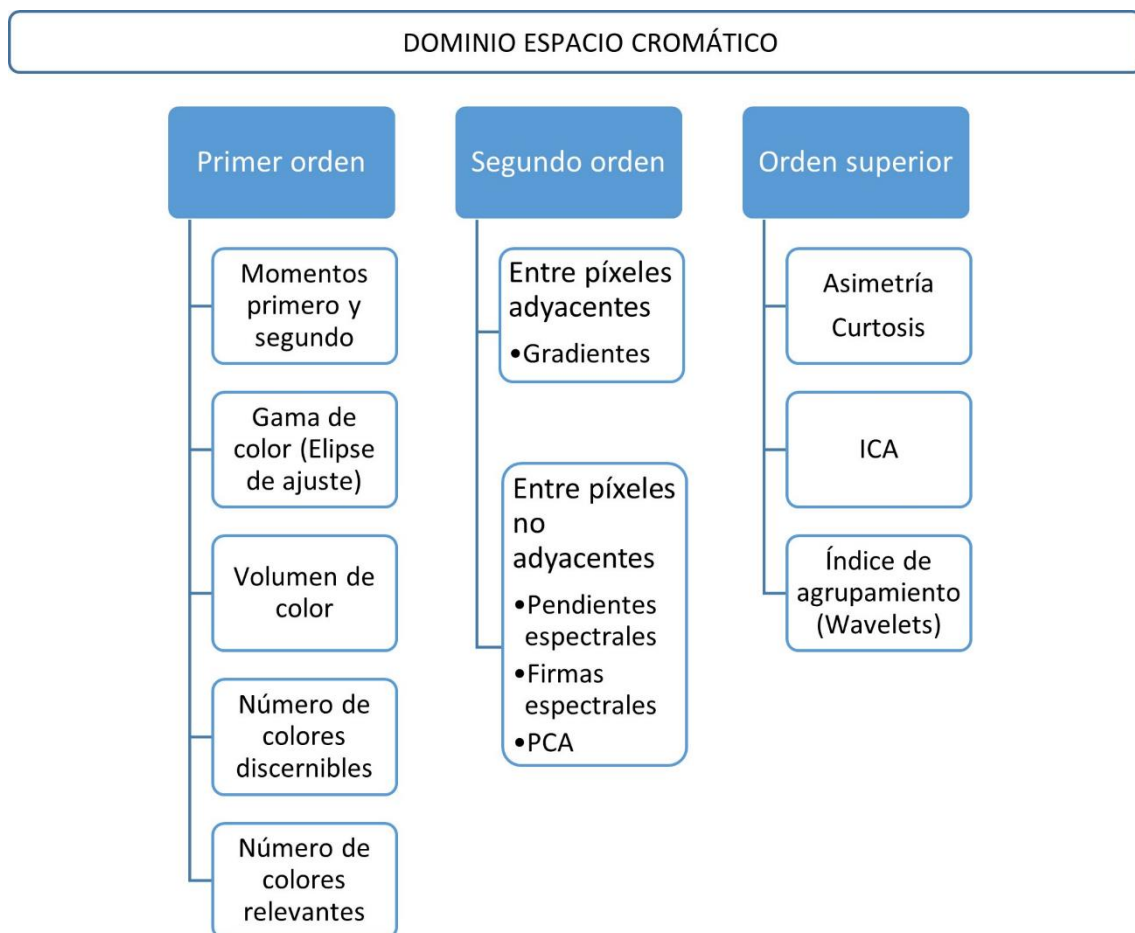 DOMINIO ESPACIO CROMÁTICO
Primer orden
Momentos
primero y
segundo
Gama de
color (Elipse
de ajuste)
Volumen de
color
Número de
colores
discernibles
Número de
colores
relevantes
Segundo orden
Entre píxeles
adyacentes
•Gradientes
Entre píxeles
no
adyacentes
•Pendientes
espectrales
•Firmas
espectrales
•PCA
Orden superior
Asimetría
Curtosis
ICA
Índice de
agrupamiento
(Wavelets)